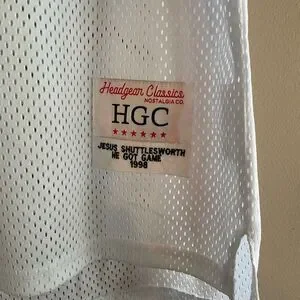 Headgear Classics
NOSTALGIA CO.
HGC
JESUS SHUTTLESWORTH
HE GOT GAME
1998